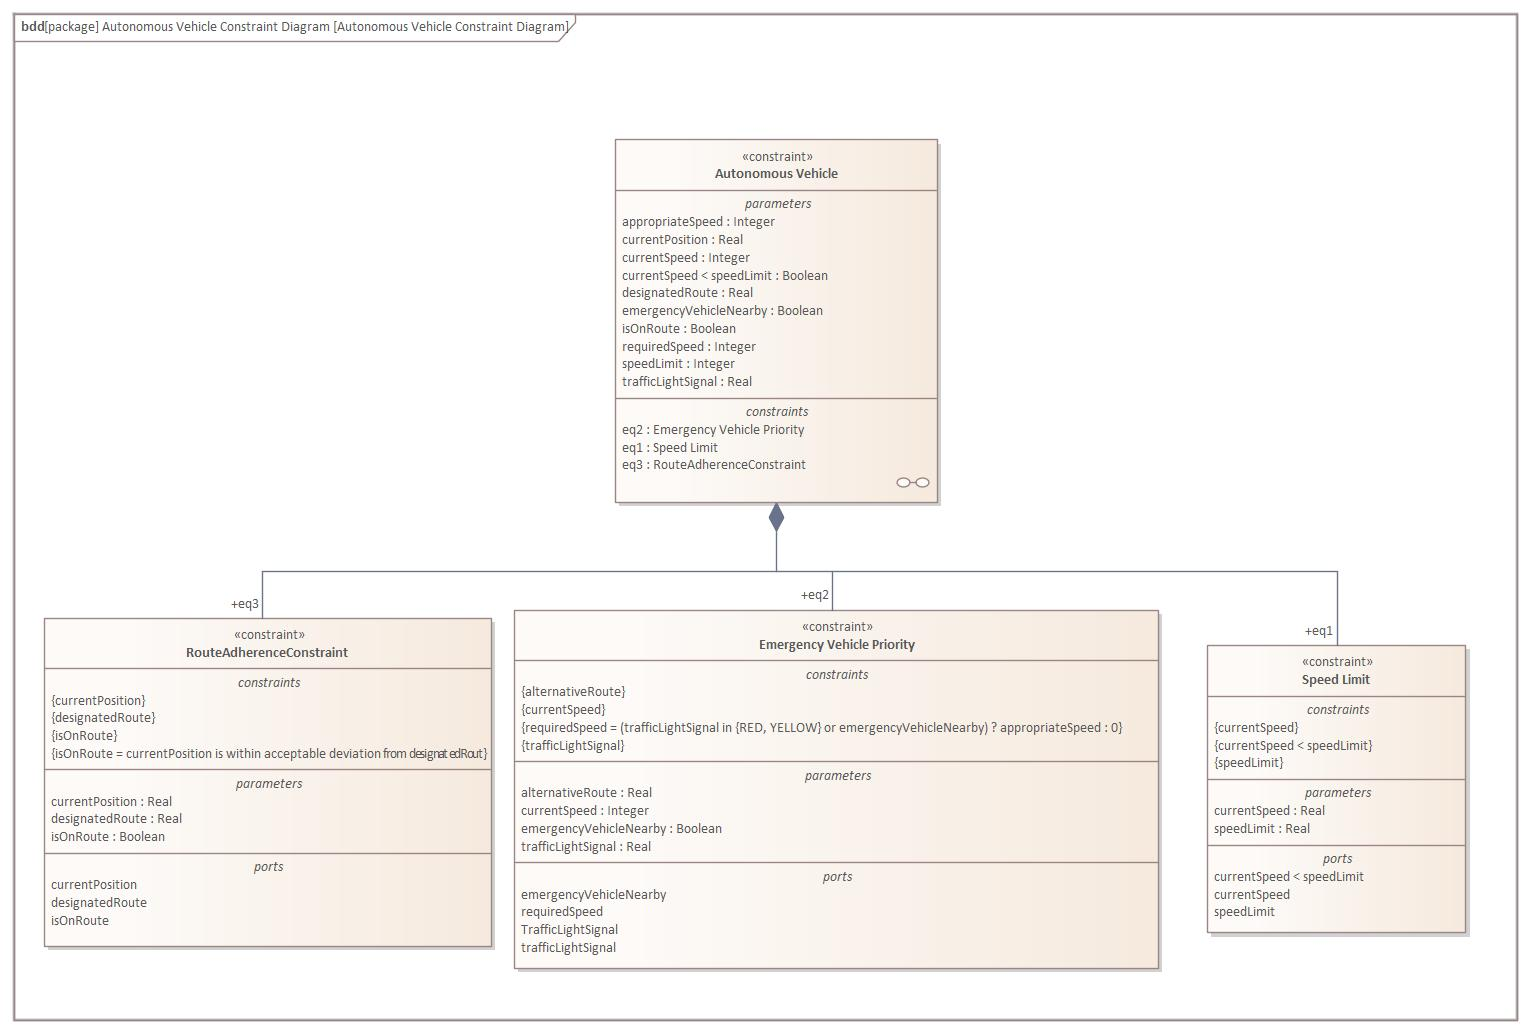 bdd[package] Autonomous Vehicle Constraint Diagram [Autonomous Vehicle Constraint Diagram]
«constraint»
Autonomous Vehicle
parameters
appropriateSpeed : Integer
currentPosition : Real
currentSpeed : Integer
currentSpeed < speedLimit : Boolean
designatedRoute : Real
emergencyVehicleNearby : Boolean
isOnRoute : Boolean
requiredSpeed : Integer
speedLimit : Integer
trafficLightSignal : Real
constraints
eq2 : Emergency Vehicle Priority
eq1 : Speed Limit
eq3 : RouteAdherenceConstraint
+eq3
«constraint»
RouteAdherenceConstraint
constraints
{currentPosition}
{designatedRoute}
{isOnRoute}
{isOnRoute = currentPosition is within acceptable deviation from designatedRout}
parameters
currentPosition : Real
designatedRoute : Real
isOnRoute : Boolean
ports
currentPosition
designatedRoute
isOnRoute
+eq2
«constraint»
Emergency Vehicle Priority
constraints
{alternativeRoute}
{currentSpeed}
{requiredSpeed = (trafficLightSignal in {RED, YELLOW} or emergencyVehicleNearby) ? appropriateSpeed : 0}
{trafficLightSignal}
parameters
alternativeRoute : Real
currentSpeed : Integer
emergencyVehicleNearby : Boolean
trafficLightSignal : Real
ports
emergencyVehicleNearby
requiredSpeed
TrafficLightSignal
trafficLightSignal
+eq1
«constraint»
Speed Limit
constraints
{currentSpeed}
{currentSpeed < speedLimit}
{speedLimit}
parameters
currentSpeed : Real
speedLimit : Real
ports
currentSpeed < speedLimit
currentSpeed
speedLimit